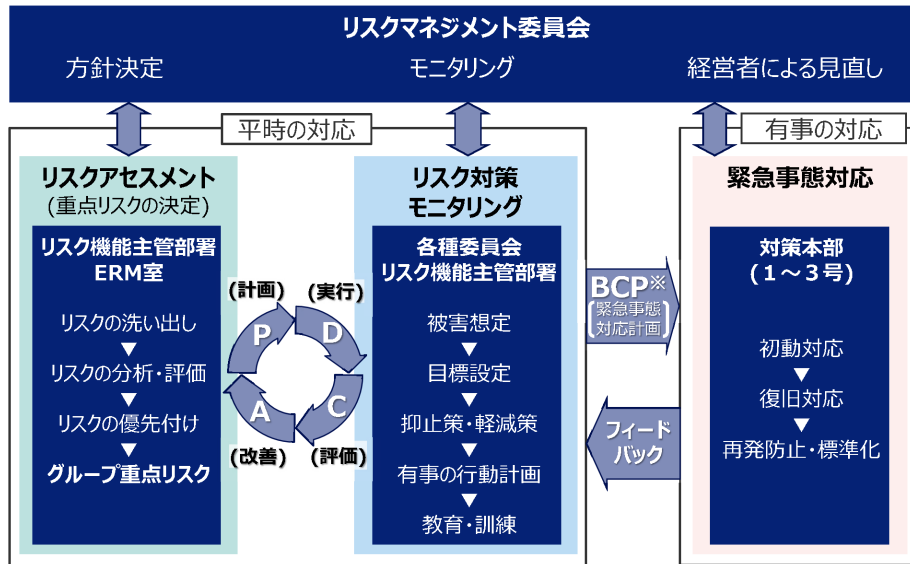 リスクマネジメント委員会
方針決定
モニタリング
経営者による見直し
平時の対応
有事の対応
リスクアセスメント
(重点リスクの決定)
リスク機能主管部署
ERM室
リスクの洗い出し
▼
リスクの分析・評価
▼
リスクの優先付け
▼
グループ重点リスク
(計画)
(実行)
P
D
A
C
(改善)
(評価)
リスク対策
モニタリング
各種委員会
リスク機能主管部署
被害想定
▼
目標設定
▼
抑止策・軽減策
▼
有事の行動計画
▼
教育・訓練
BCP※
緊急事態
対応計画
フィード
バック
緊急事態対応
対策本部
(1～3号)
初動対応
▼
復旧対応
▼
再発防止・標準化